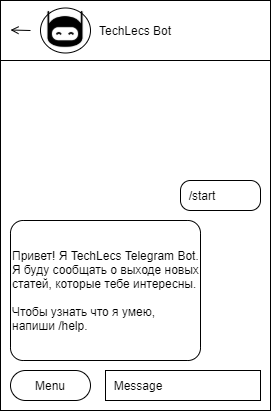 TechLecs Bot
/start
Привет! Я TechLecs Telegram Bot.
Я буду сообщать о выходе новых
статей, которые тебе интересны.
Чтобы узнать что я умею,
напиши /help.
Menu
Message